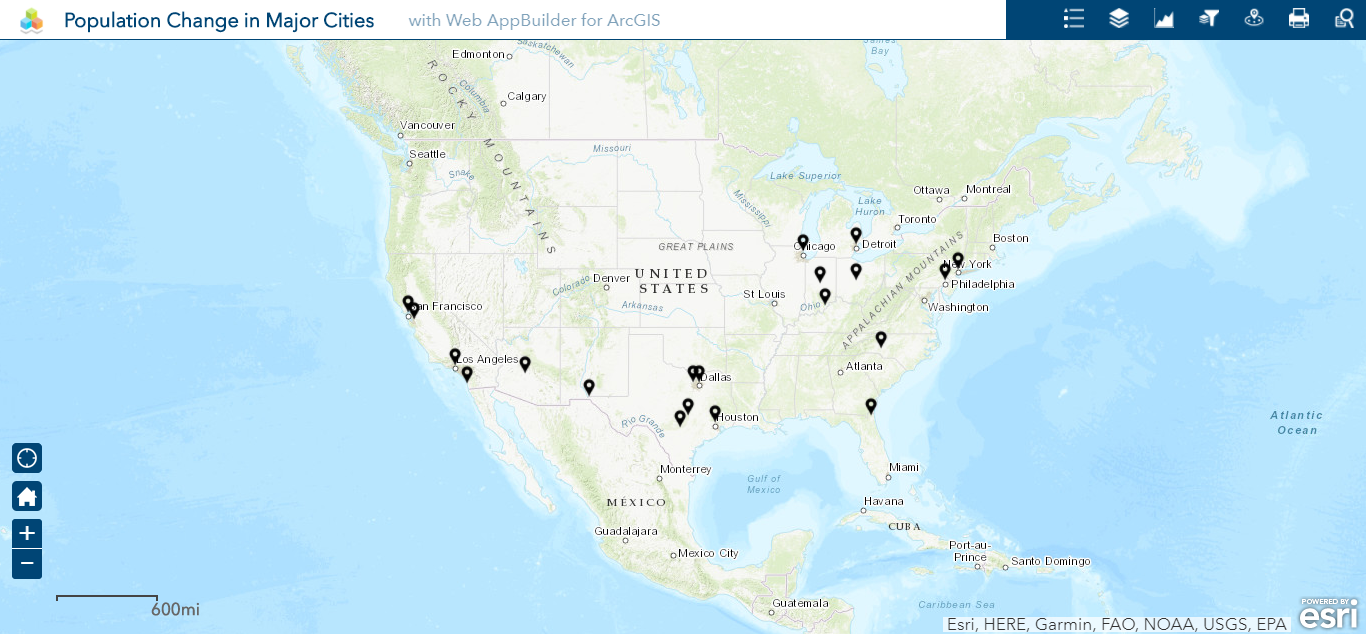 Population Change in Major Cities
with Web AppBuilder for ArcGIS
James Bay
Edmonton
Saskatchewan
Columbia
Calgary
ROCKY MOUNTAINS
Vancouver
Seattle
Missouri
Snake
Lake Superior
Mississippi
Ottawa
Montreal
Lake Huron
Toronto
Boston
Chicago
Detroit
GREAT PLAINS
New York
UNITED STATES
Denver
Colorado
St Louis
Philadelphia
Arkansas
Ohio
Washington
APPALACHIAN MOUNTAINS
San Francisco
Los Angeles
Atlanta
Dallas
Rio Grande
Houston
Atlantic
Ocean
Monterrey
Miami
Gulf of
Mexico
MÉXICO
Havana
CUBA
Guadalajara
Mexico City
Port-au-
Prince
Santo Domingo
Guatemala
Caribbean Sea
+
−
600mi
POWERED BY
esri
Esri, HERE, Garmin, FAO, NOAA, USGS, EPA